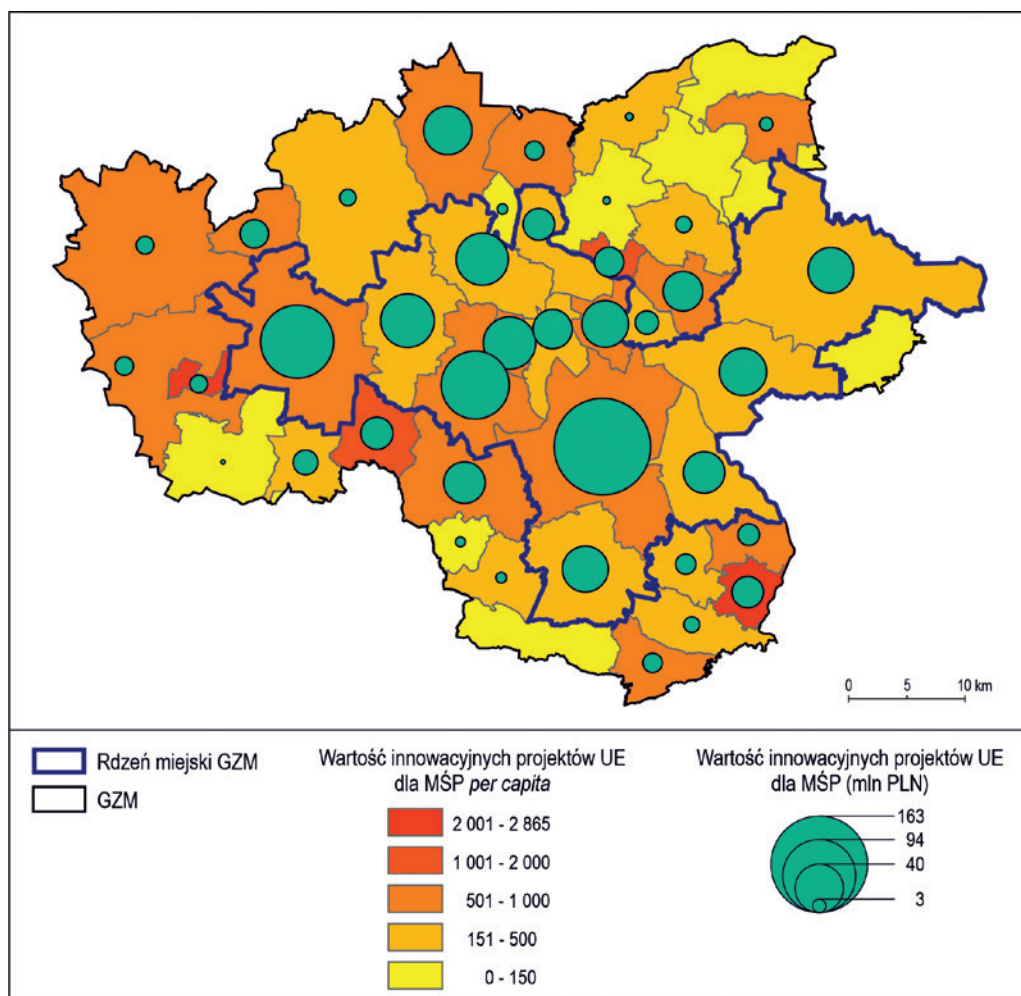 0 5 10 km
Rdzeń miejski GZM
GZM
Wartość innowacyjnych projektów UE
dla MŚP per capita
2 001 - 2 865
1 001 - 2 000
501 - 1 000
151 - 500
0 - 150
Wartość innowacyjnych projektów UE
dla MŚP (mln PLN)
163
94
40
3